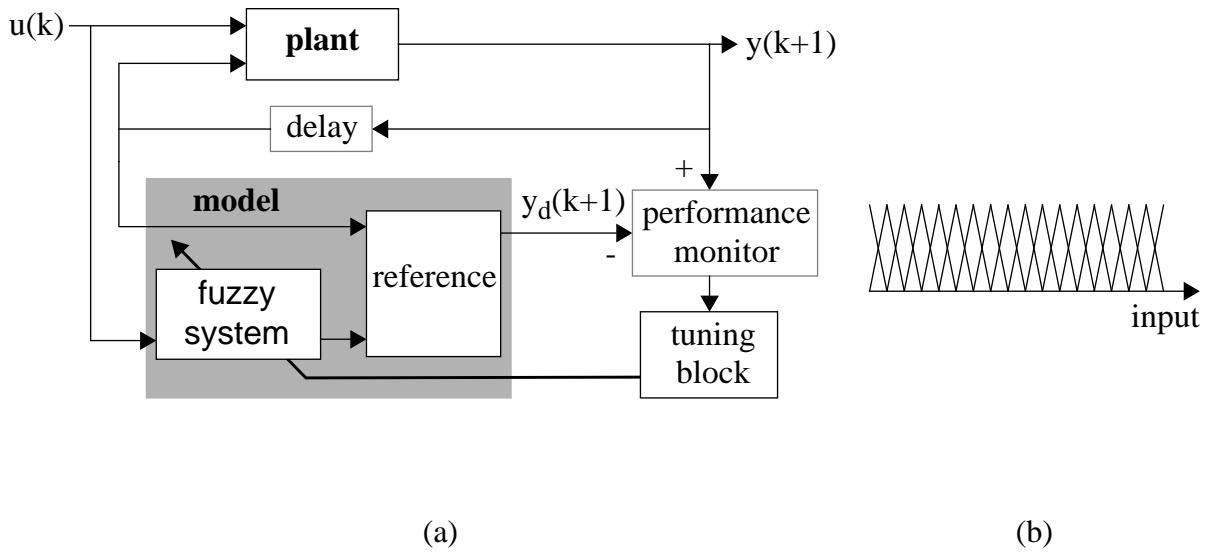 u(k)
plant
y(k+1)
delay
+
model
y_d(k+1)
performance
monitor
-
reference
fuzzy
system
input
tuning
block
(a)
(b)